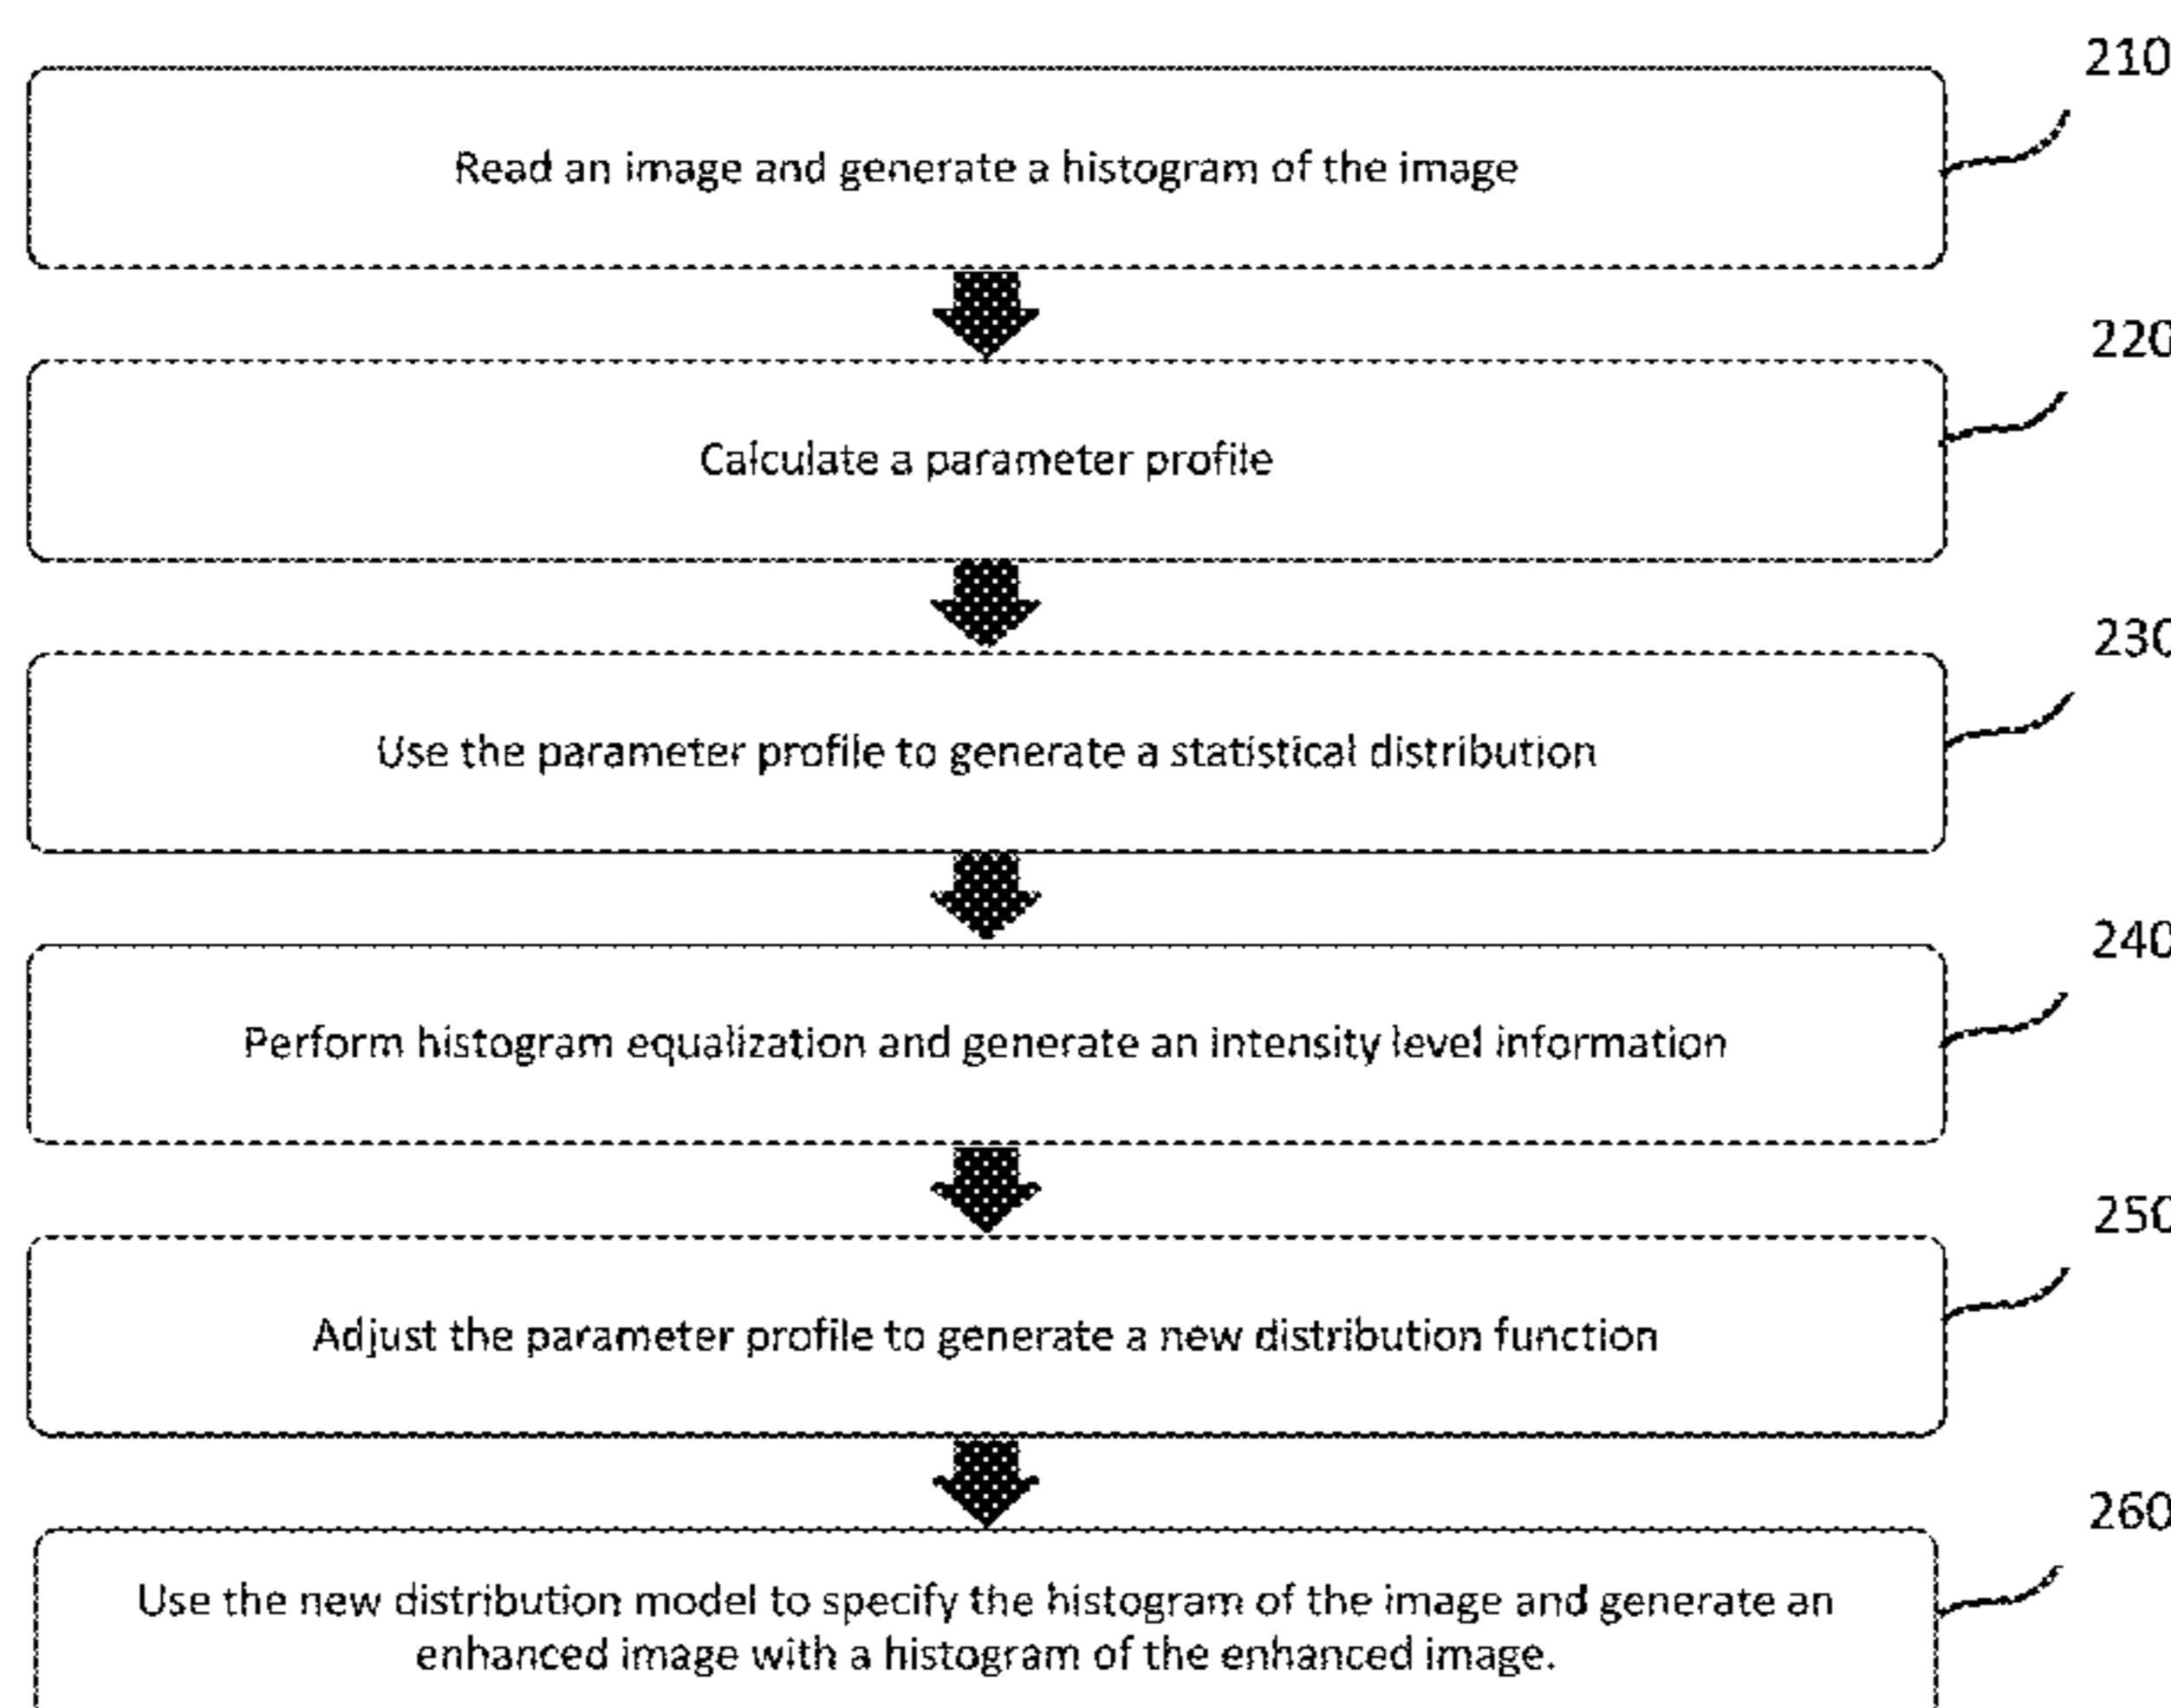 210
Read an image and generate a histogram of the image
220
Calculate a parameter profile
230
Use the parameter profile to generate a statistical distribution
240
Perform histogram equalization and generate an intensity level information
250
Adjust the parameter profile to generate a new distribution function
260
Use the new distribution model to specify the histogram of the image and generate an
enhanced image with a histogram of the enhanced image.